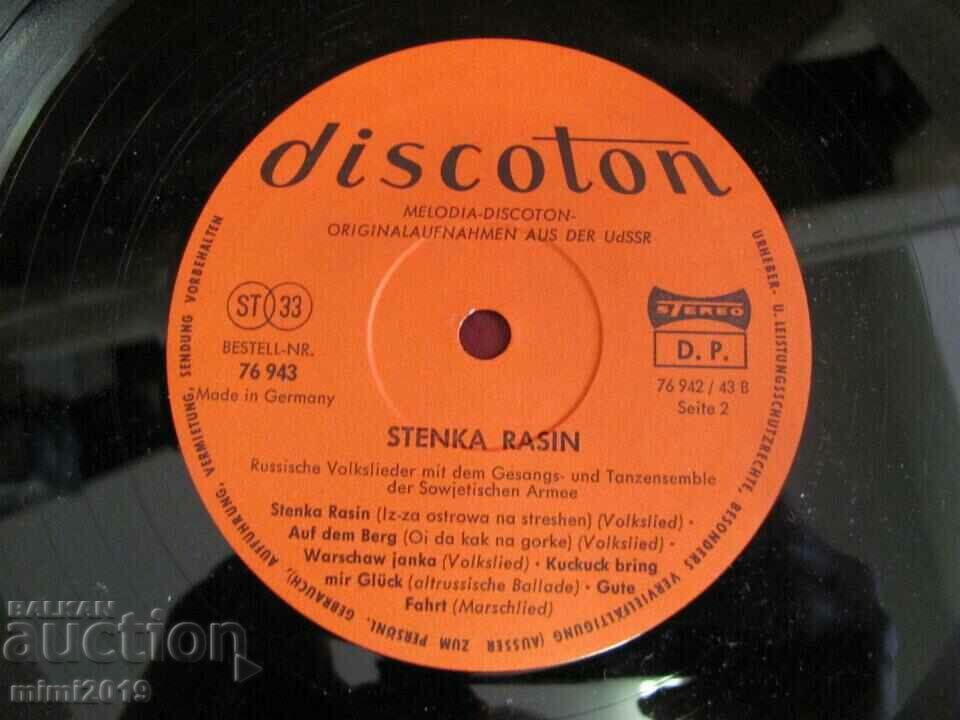 discoton
MELODIA-DISCOTON-
ORIGINALAUFNAHMEN AUS DER UdSSR
ST 33
BESTELL-NR.
76 943
Made in Germany
STEREO
D. P.
76 942 / 43 B
Seite 2
STENKA RASIN
Russische Volkslieder mit dem Gesangs- und Tanzensemble
der Sowjetischen Armee
Stenka Rasin (Iz-za ostrowa na streshen) (Volkslied) ·
Auf dem Berg (Oi da kak na gorke) (Volkslied) ·
Warschaw janka (Volkslied) · Kuckuck bring
mir Glück (altrussische Ballade) · Gute
Fahrt (Marschlied)
URHEBER- U. LEISTUNGSSCHUTZRECHTE, BESONDERS VERVIELFÄLTIGUNG (AUSSER ZUM PERSÖNL. GEBRAUCH), AUFFÜHRUNG, VERMIETUNG, SENDUNG VORBEHALTEN
BALKAN
auction
mimi2019